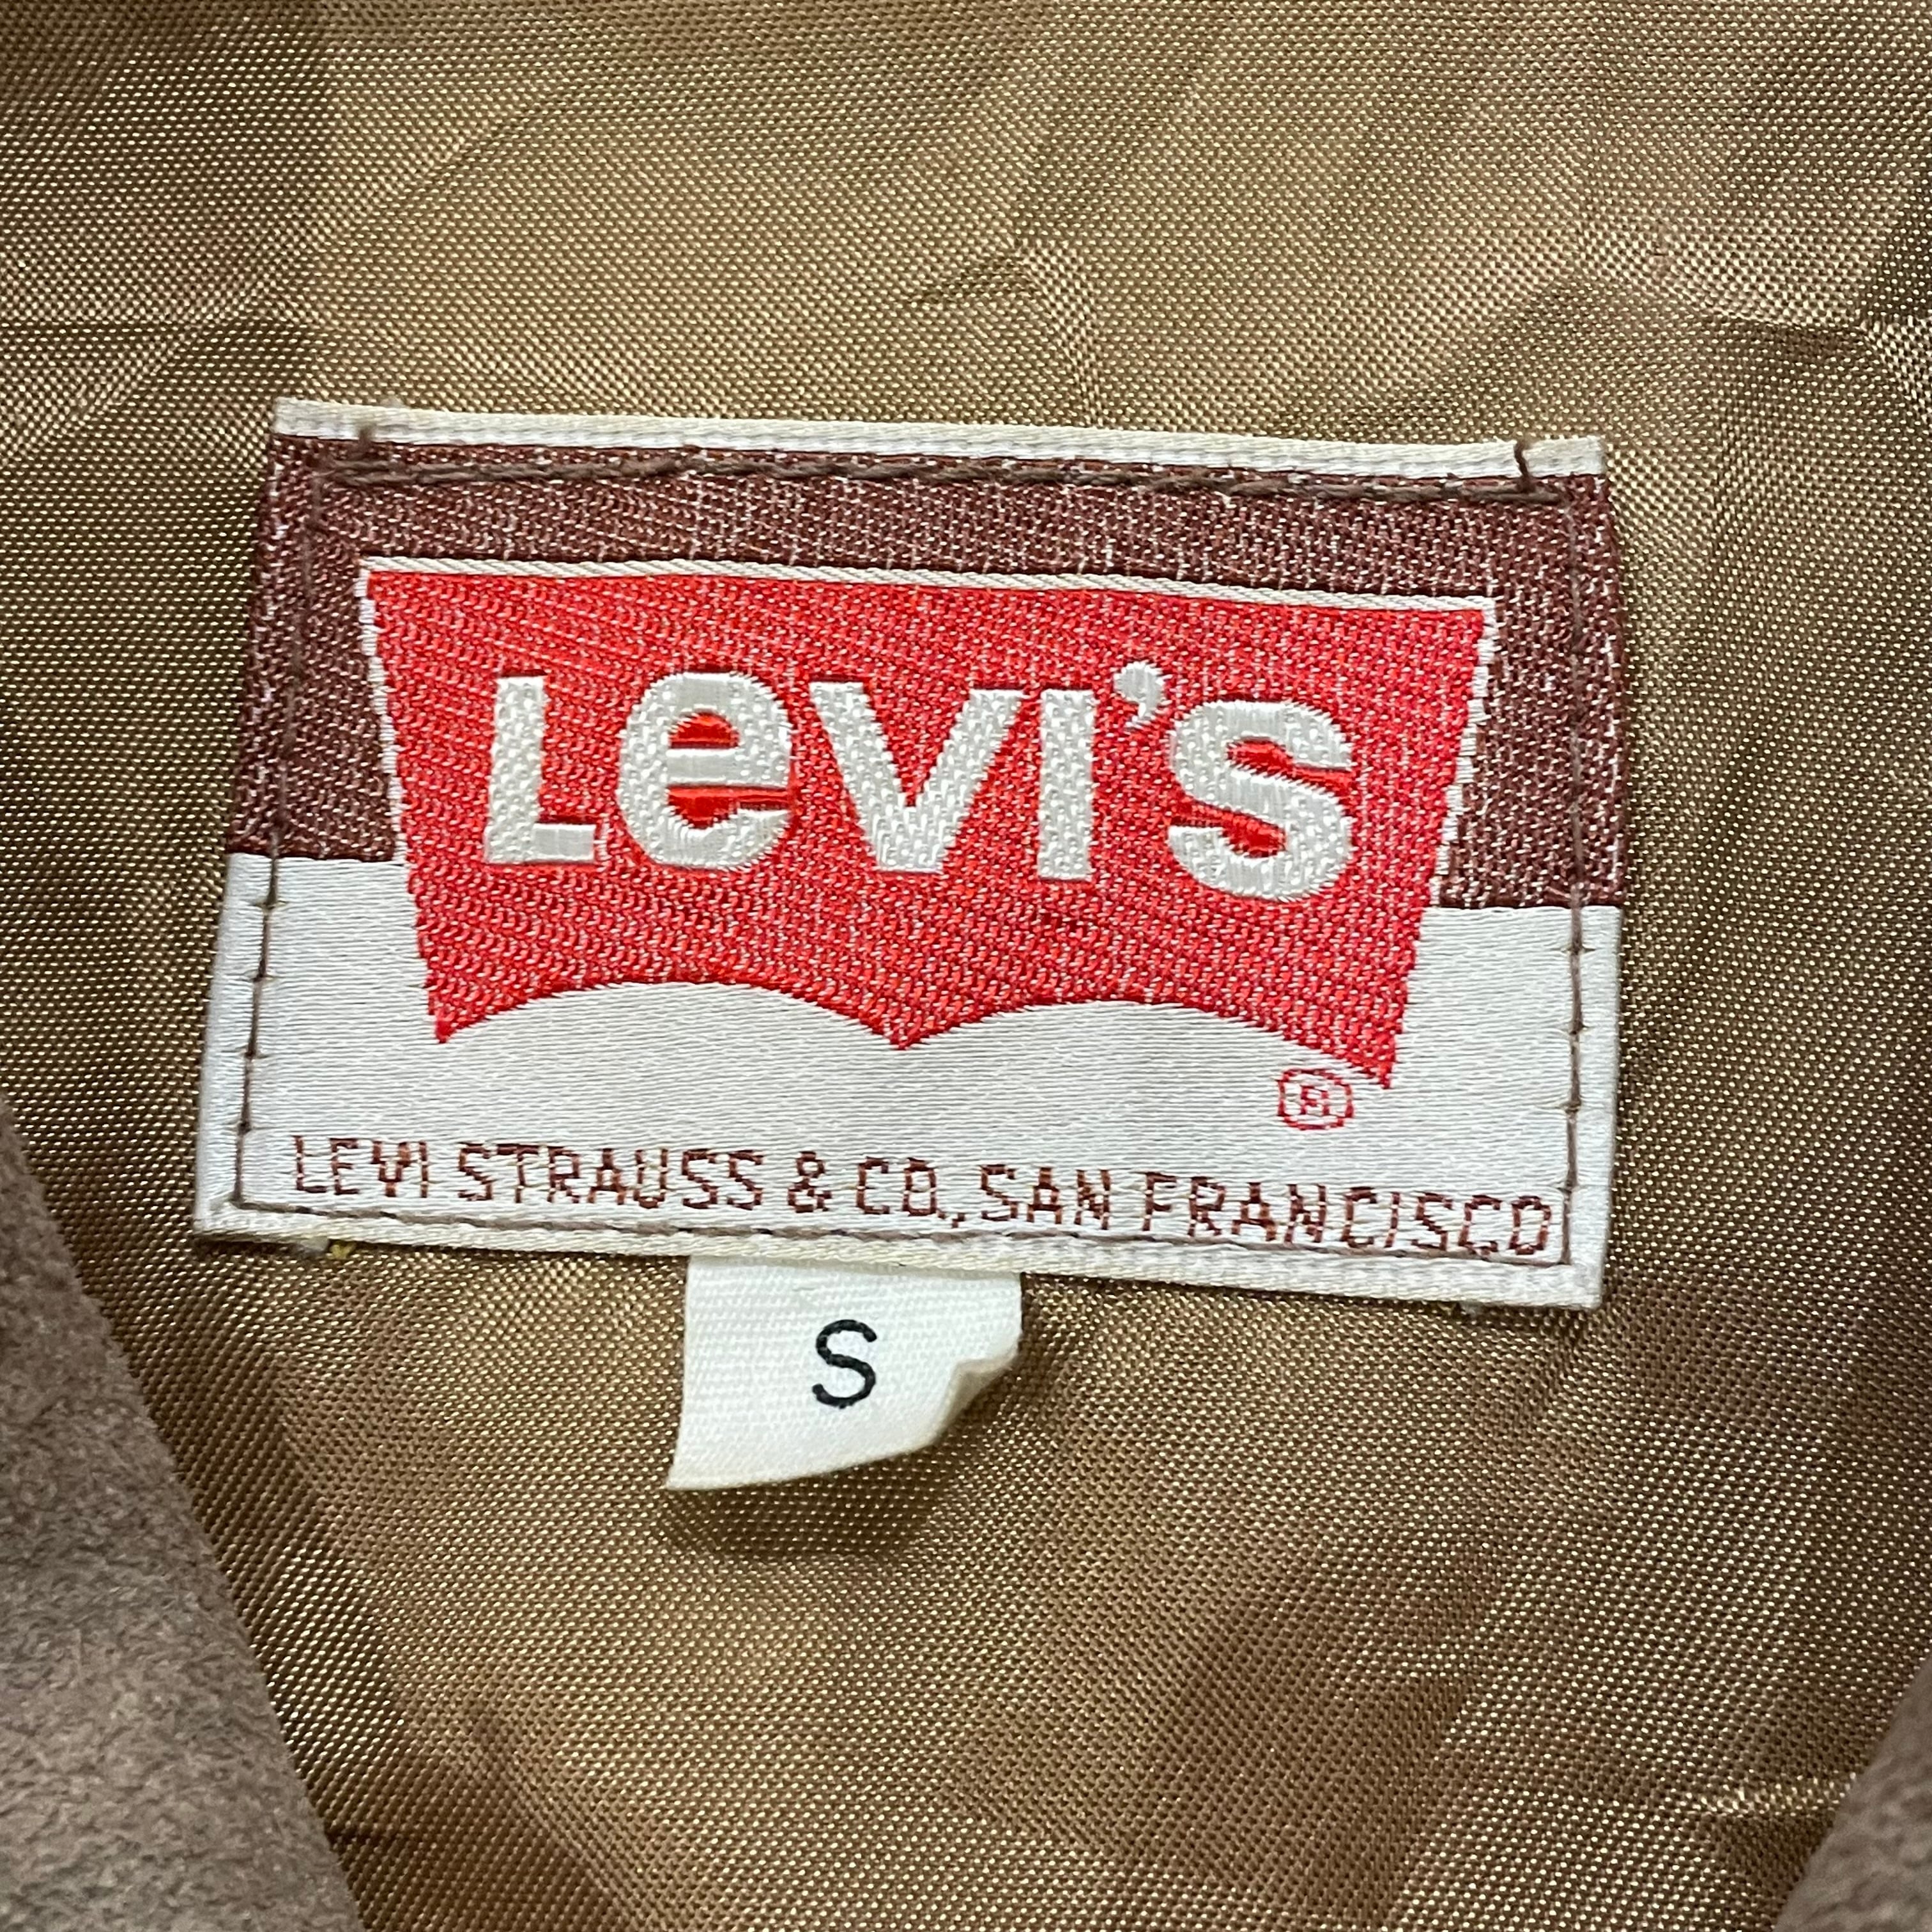 Levi's
®
LEVI STRAUSS & CO., SAN FRANCISCO
S